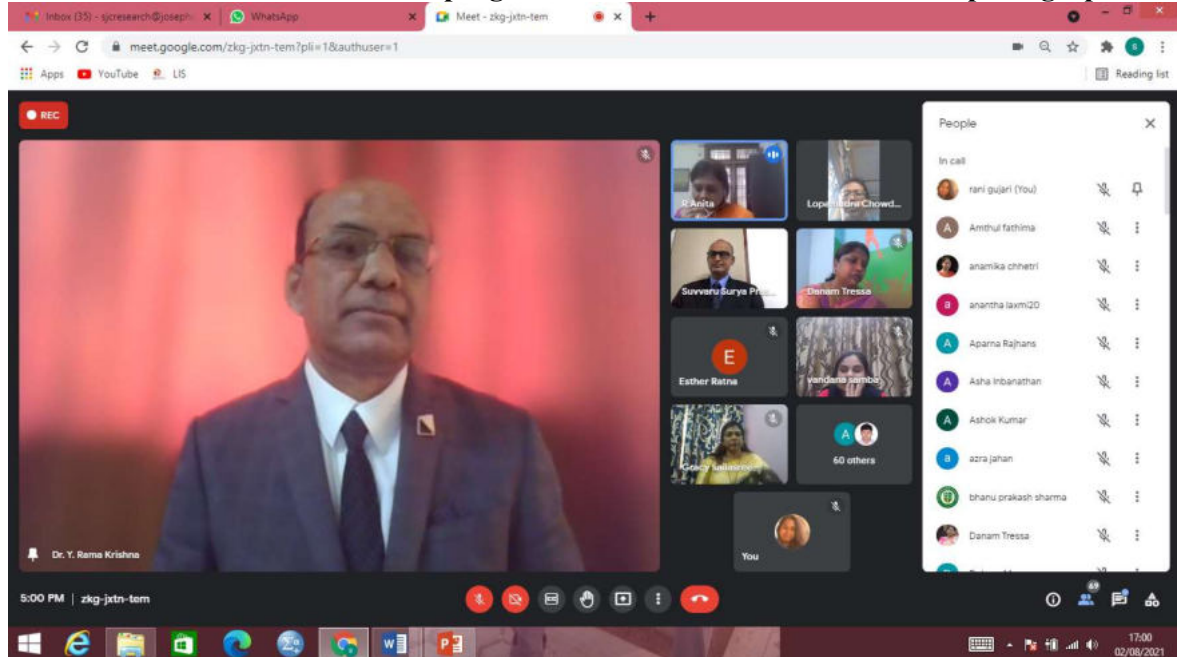 Inbox (35) - sjcresearch@joseph
WhatsApp
Meet - zkg-jxtn-tem
meet.google.com/zkg-jxtn-tem?pli=1&authuser=1
Apps
YouTube
LIS
Reading list
REC
R Anita
Lopamudra Chowd...
Suvvaru Surya Pra...
Danam Tressa
E
Esther Ratna
vandana samba
Gracy
A
60 others
You
Dr. Y. Rama Krishna
People
In call
rani gujari (You)
A
Amthul fathima
anamika chhetri
a
anantha laxmi20
A
Aparna Rajhans
A
Asha Inbanathan
A
Ashok Kumar
a
azra jahan
bhanu prakash sharma
Danam Tressa
5:00 PM | zkg-jxtn-tem
69
17:00
02/08/2021